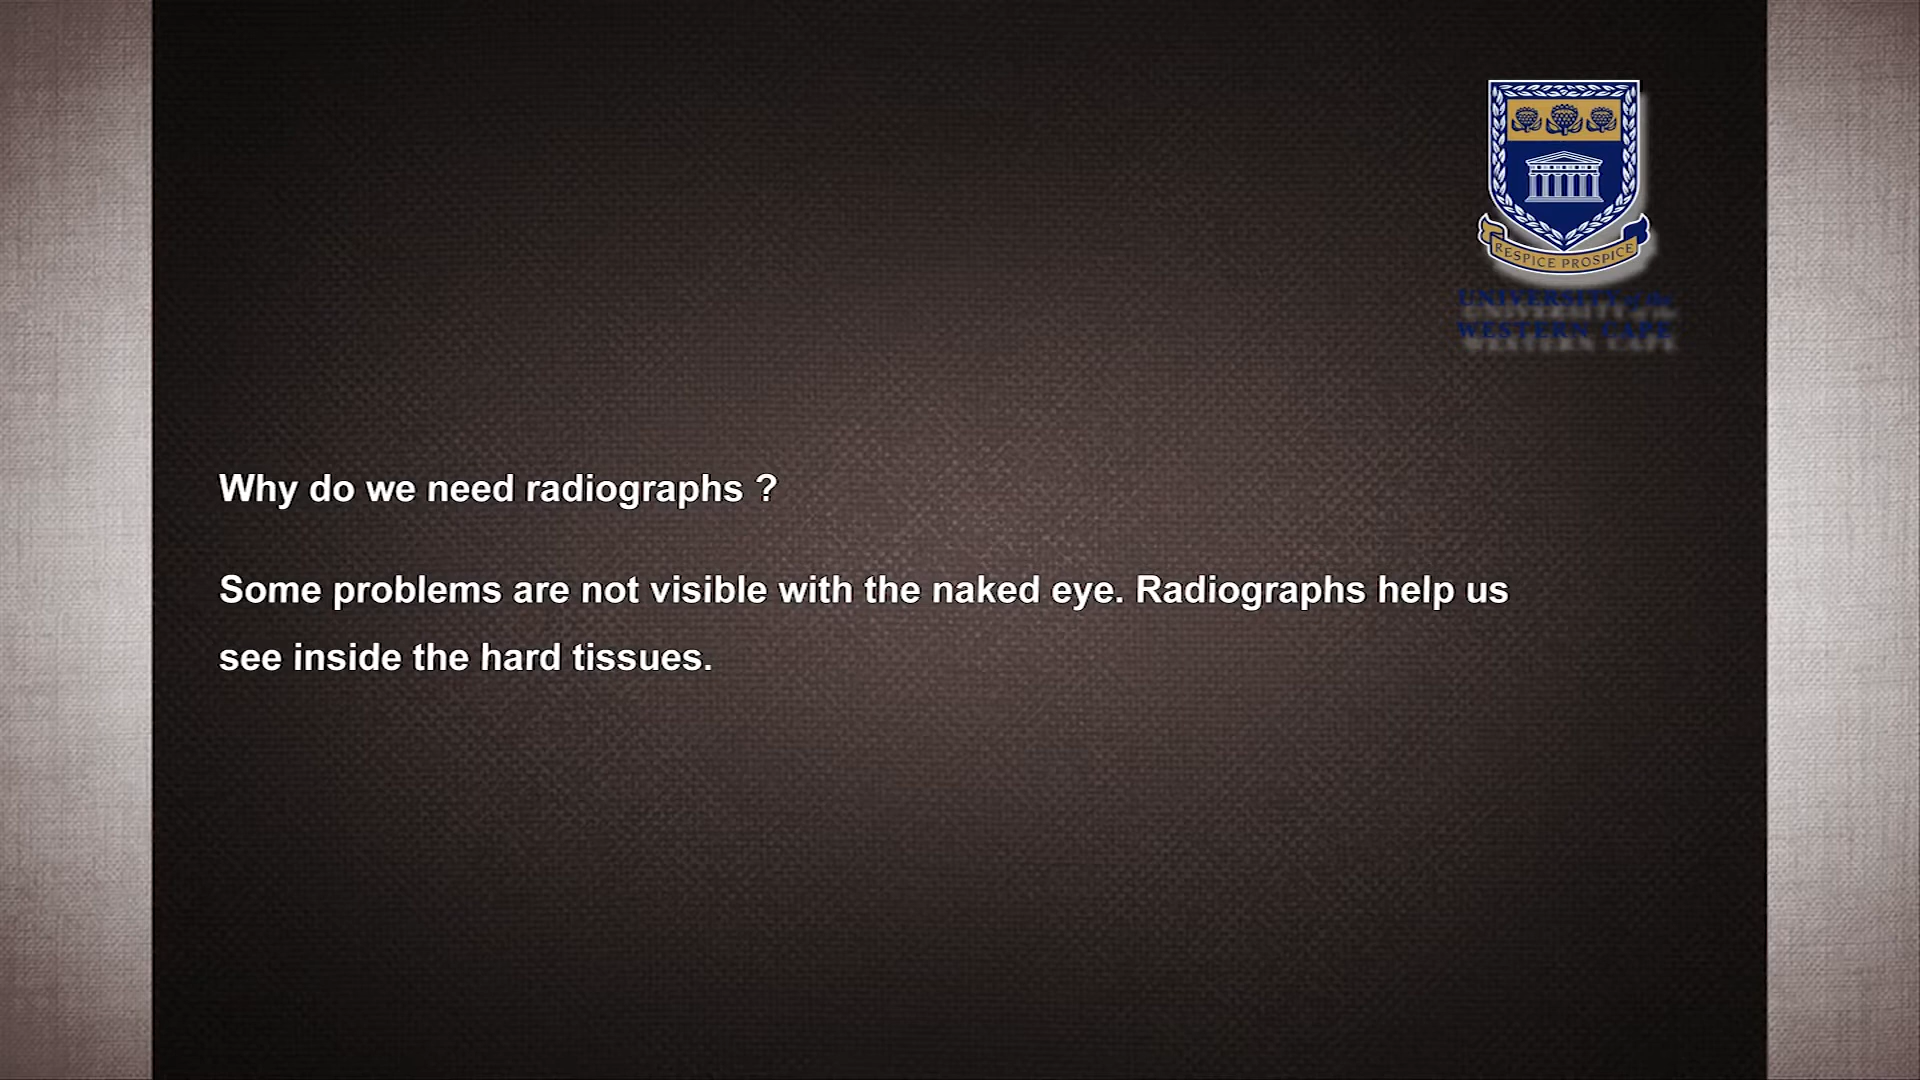 RESPICE PROSPICE
UNIVERSITY of the
WESTERN CAPE
Why do we need radiographs ?
Some problems are not visible with the naked eye. Radiographs help us
see inside the hard tissues.